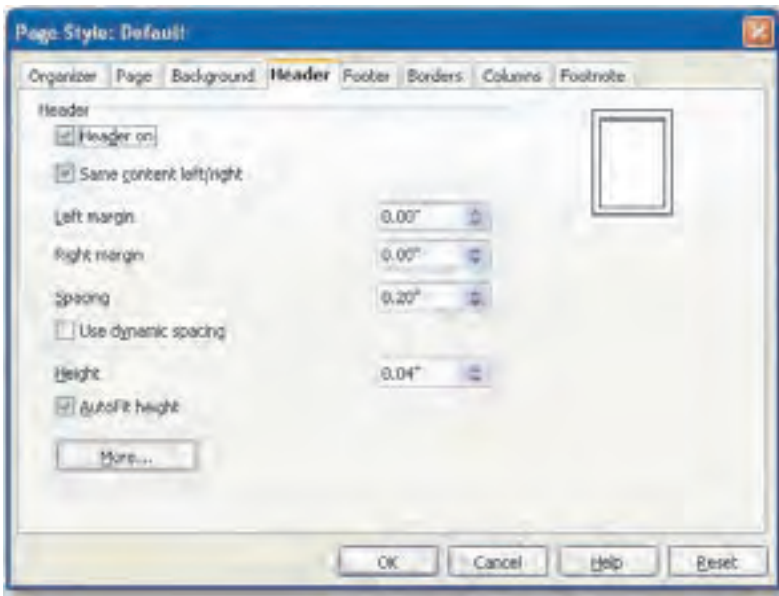 Page Style: Default
Organizer Page Background Header Footer Borders Columns Footnote
Header
Header on
Same content left/right
Left margin 0.00"
Right margin 0.00"
Spacing 0.20"
Use dynamic spacing
Height 0.04"
AutoFit height
More...
OK Cancel Help Reset